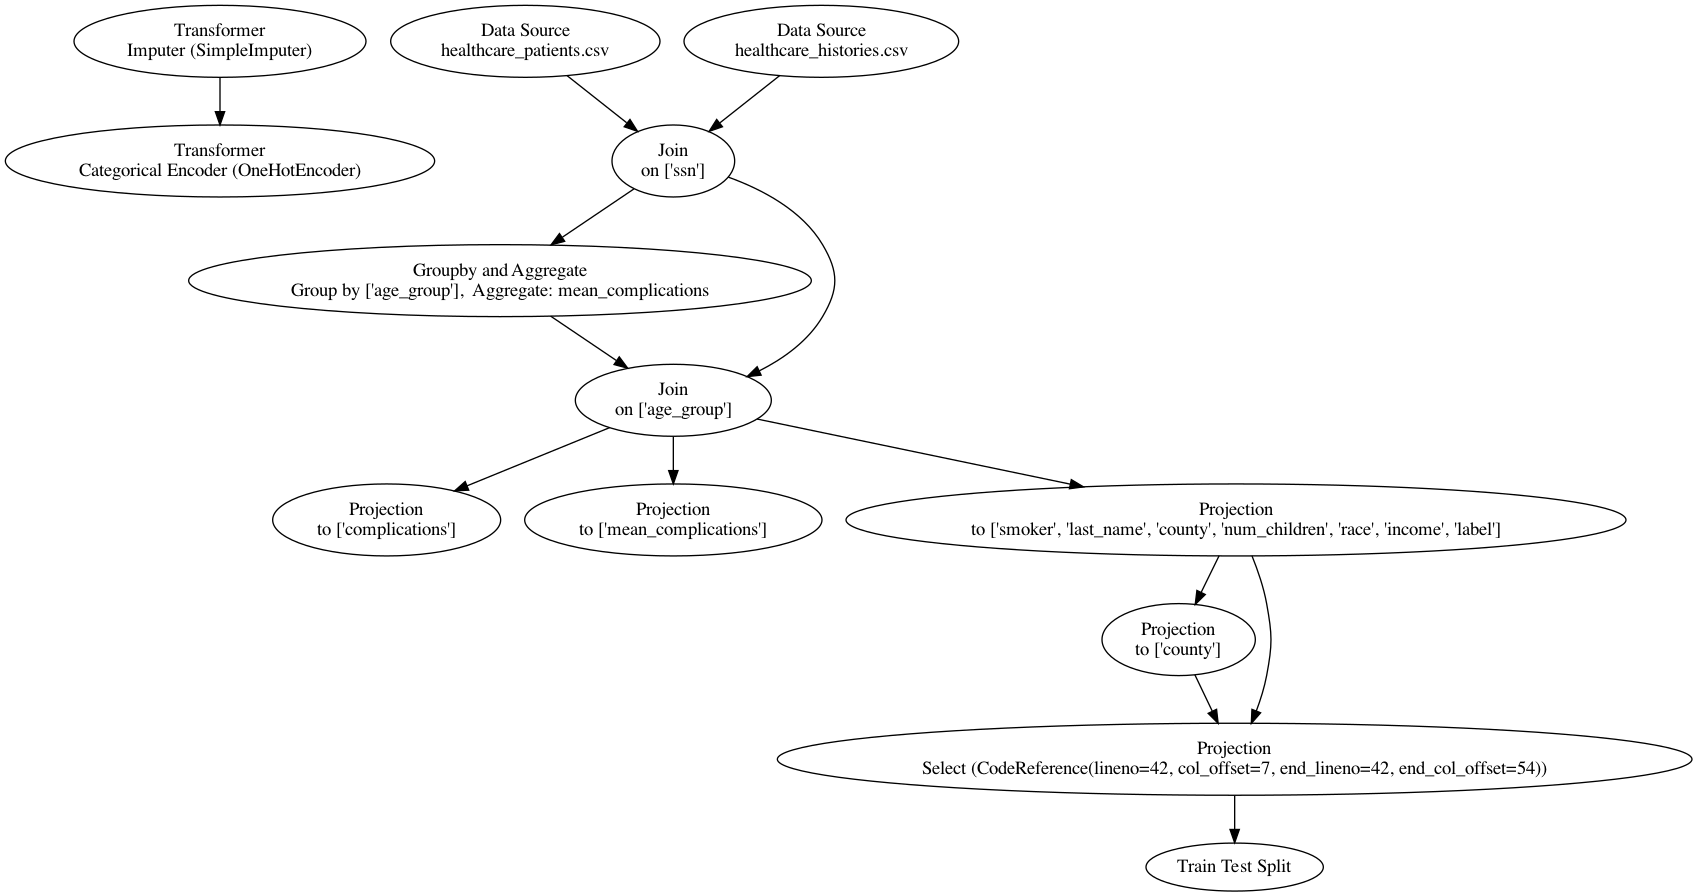 Transformer
Imputer (SimpleImputer)
Data Source
healthcare_patients.csv
Data Source
healthcare_histories.csv
Transformer
Categorical Encoder (OneHotEncoder)
Join
on ['ssn']
Groupby and Aggregate
Group by ['age_group'],  Aggregate: mean_complications
Join
on ['age_group']
Projection
to ['complications']
Projection
to ['mean_complications']
Projection
to ['smoker', 'last_name', 'county', 'num_children', 'race', 'income', 'label']
Projection
to ['county']
Projection
Select (CodeReference(lineno=42, col_offset=7, end_lineno=42, end_col_offset=54))
Train Test Split